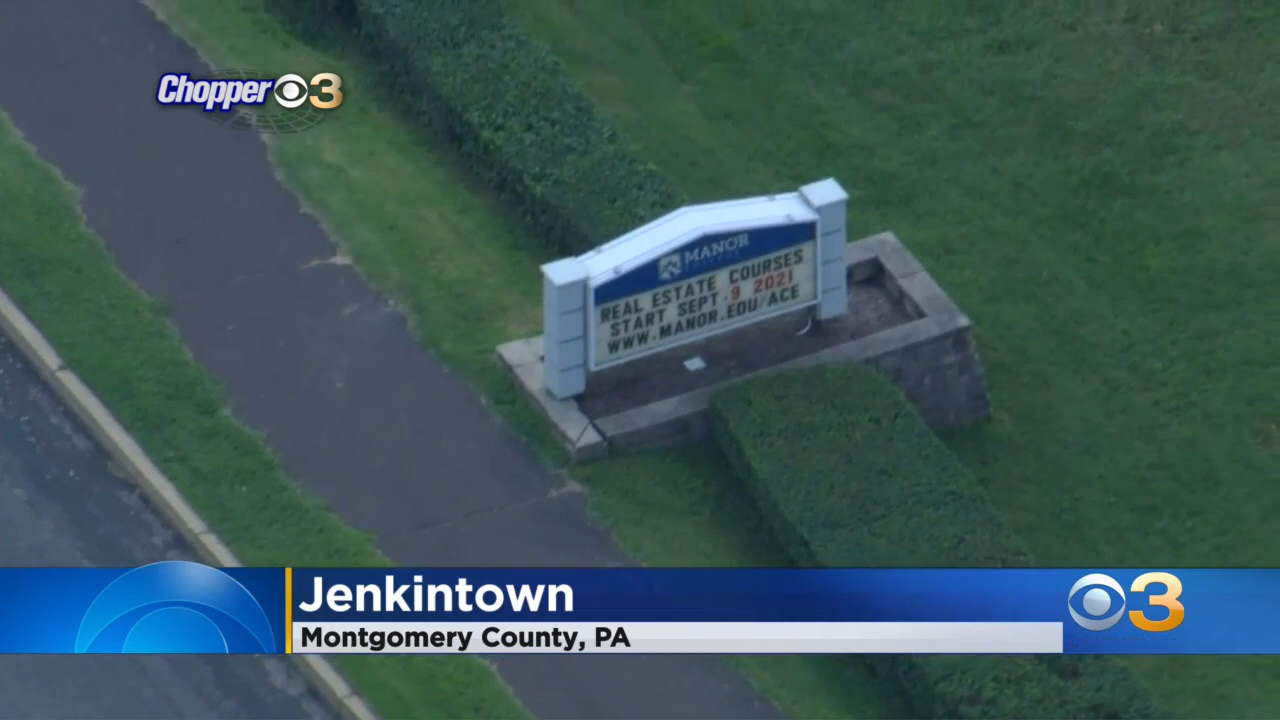 Chopper 3
MANOR
COLLEGE
REAL ESTATE COURSES
START SEPT.9 2021
WWW.MANOR.EDU/ACE
Jenkintown
3
Montgomery County, PA